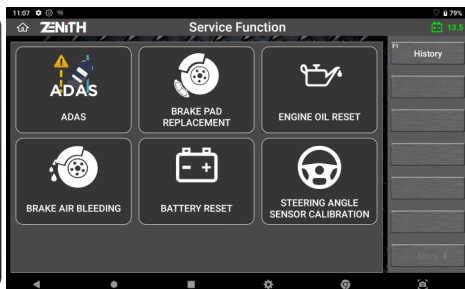 11:07
79%
ZENITH
Service Function
13.5
ADAS
ADAS
BRAKE PAD
REPLACEMENT
ENGINE OIL RESET
BRAKE AIR BLEEDING
BATTERY RESET
STEERING ANGLE
SENSOR CALIBRATION
F1
History
More